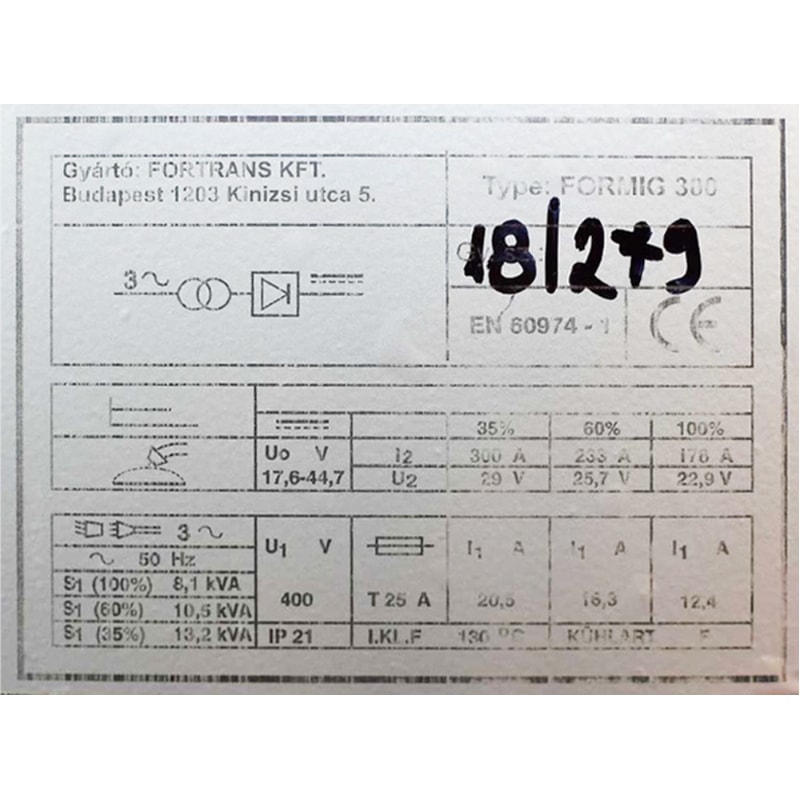 Gyártó: FORTRANS KFT.
Budapest 1203 Kinizsi utca 5.
Type: FORMIG 300
18/279
3~
EN 60974 - 1
CE
35% 60% 100%
Uo V I2 300 A 233 A 178 A
17,6-44,7 U2 29 V 25,7 V 22,9 V
3 ~
~ 50 Hz
U1 V I1 A I1 A I1 A
S1 (100%) 8,1 kVA
400 T 25 A 20,5 16,3 12,4
S1 (60%) 10,5 kVA
S1 (35%) 13,2 kVA IP 21 I.KL.F 130 °C KÜHLART F